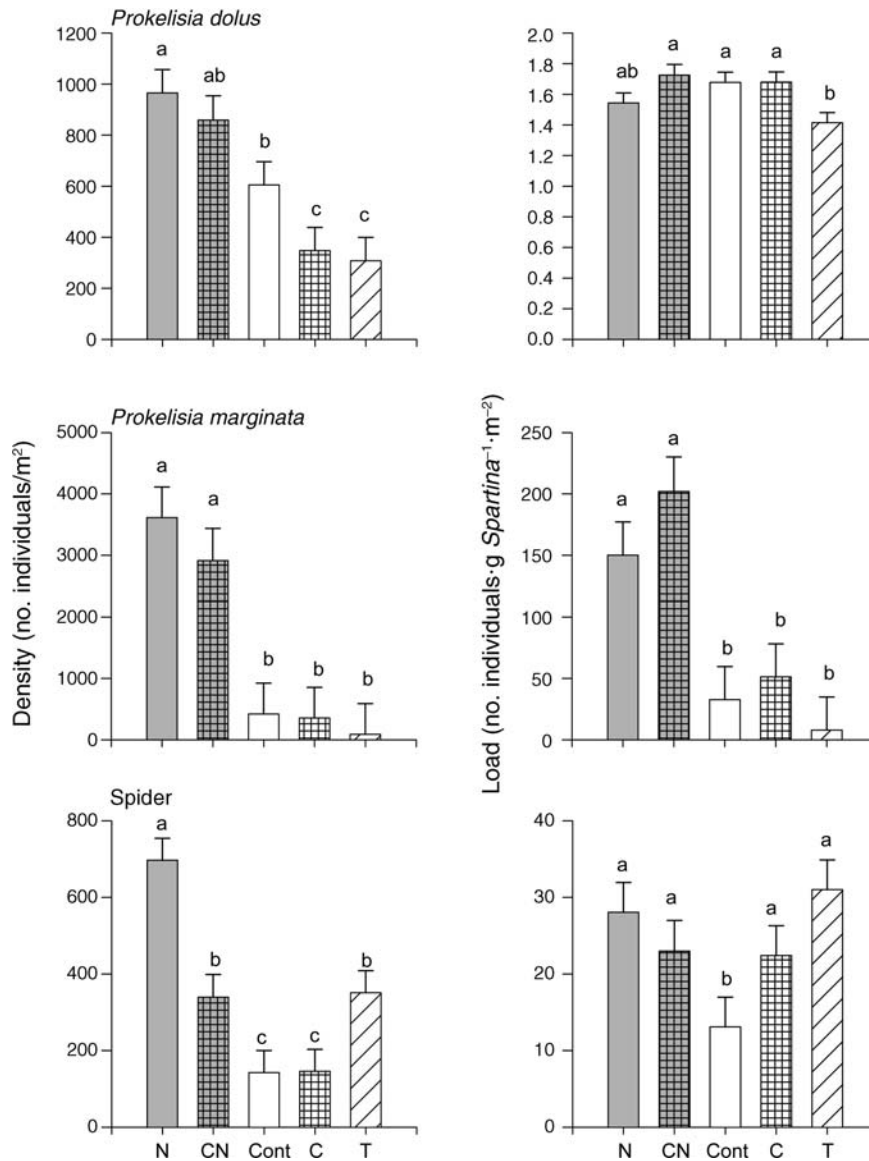 Prokelisia dolus
1200
1000
800
600
400
200
0
a
ab
b
c
c
2.0
1.8
1.6
1.4
1.2
1.0
0.8
0.6
0.4
0.2
0.0
ab
a
a
a
b
Prokelisia marginata
5000
4000
3000
2000
1000
0
a
a
b
b
b
Density (no. individuals/m²)
250
200
150
100
50
0
a
a
b
b
b
Load (no. individuals·g Spartina⁻¹·m⁻²)
Spider
800
600
400
200
0
a
b
c
c
b
N CN Cont C T
40
30
20
10
0
a
a
b
a
a
N CN Cont C T